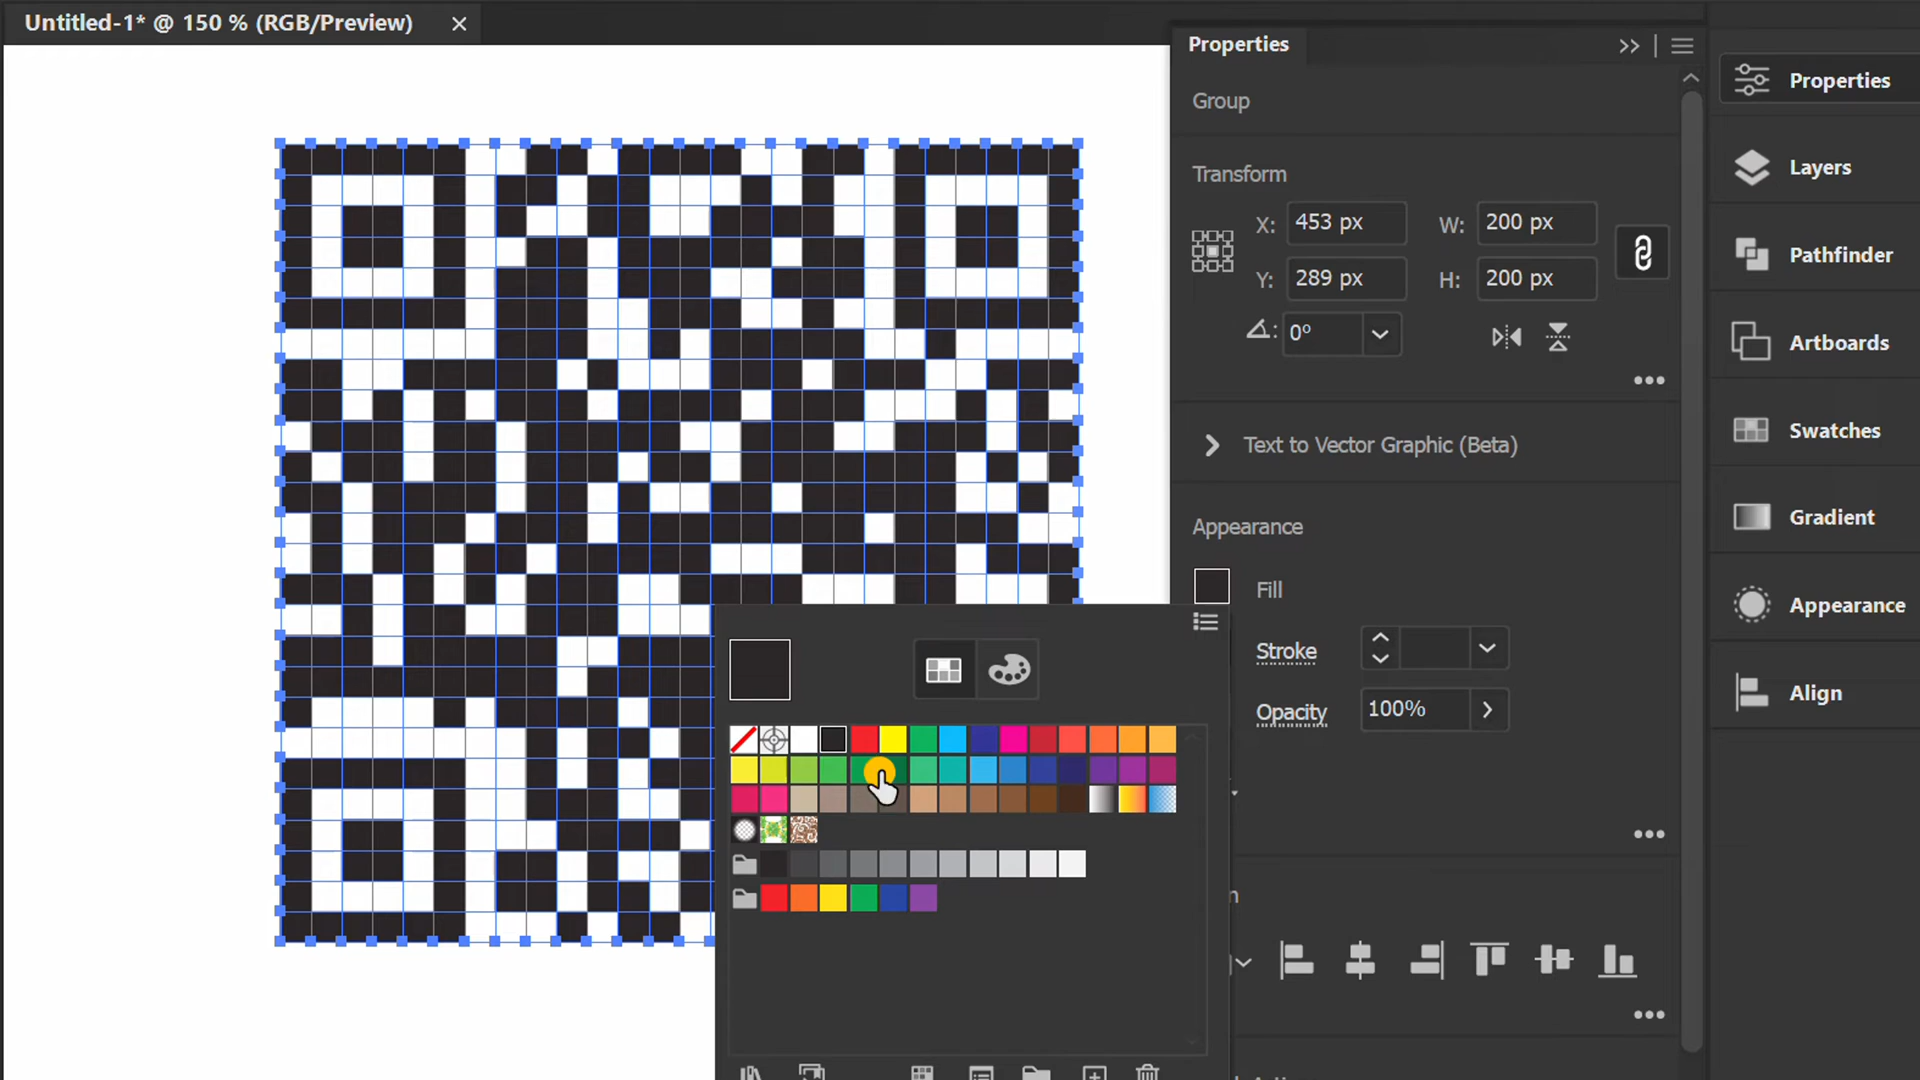 Untitled-1* @ 150 % (RGB/Preview)
Properties
Group
Transform
X: 453 px W: 200 px
Y: 289 px H: 200 px
0°
Text to Vector Graphic (Beta)
Appearance
Fill
Stroke
Opacity 100%
Properties
Layers
Pathfinder
Artboards
Swatches
Gradient
Appearance
Align